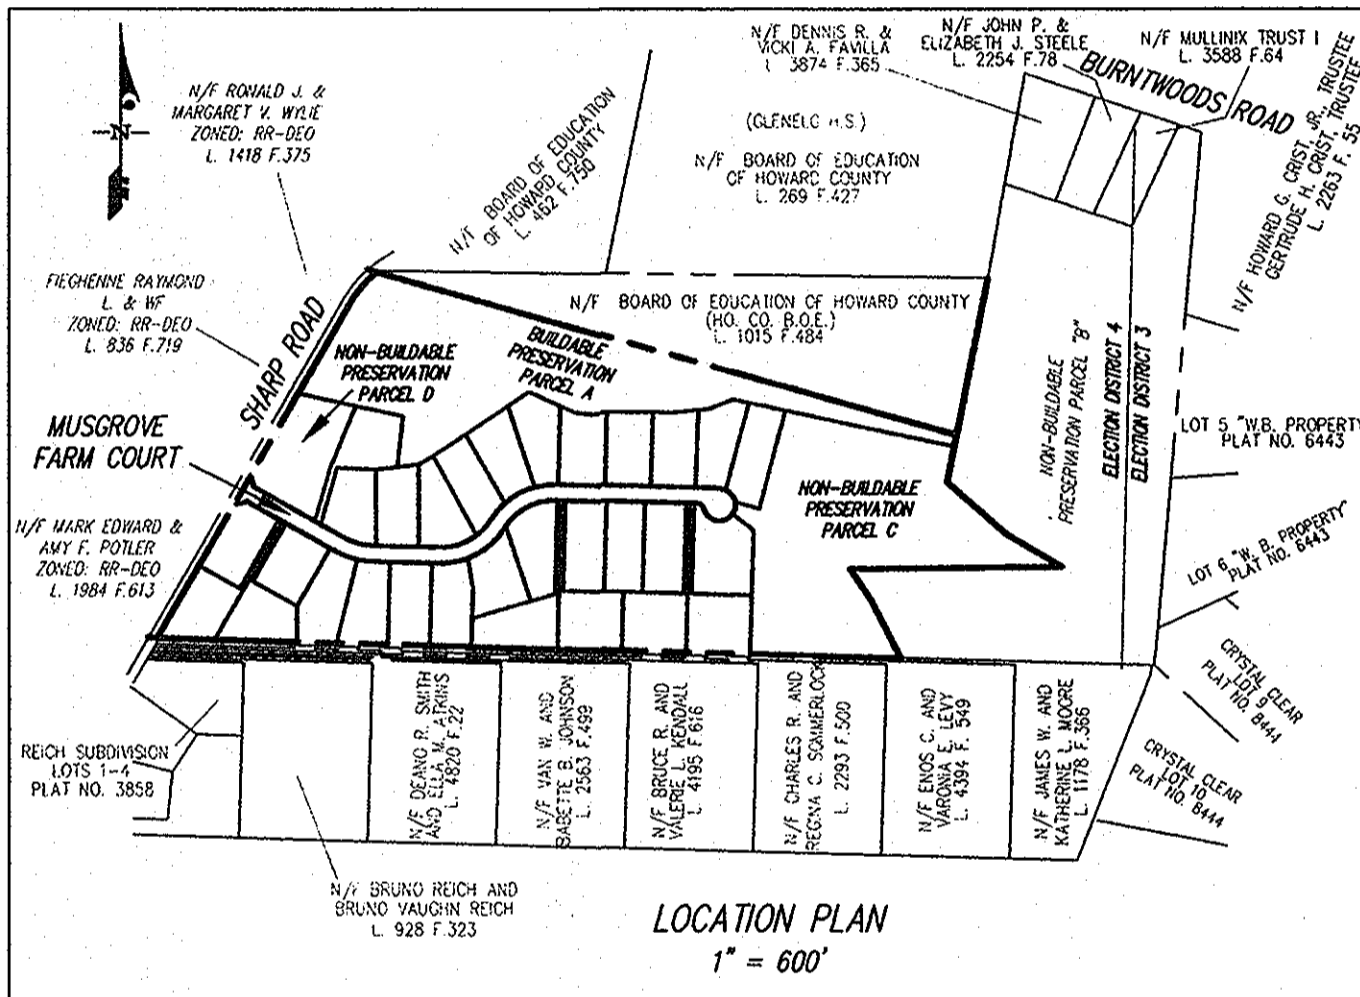 N/F DENNIS R. &
VICKI A. FAVILLA
L 3874 F.365
N/F JOHN P. &
ELIZABETH J. STEELE
L. 2254 F.78
N/F MULLINIX TRUST I
L. 3588 F.64
BURNTWOODS ROAD
N/F HOWARD G. CRIST, JR., TRUSTEE
GERTRUDE H. CRIST, TRUSTEE
L. 2263 F. 55
N
N/F RONALD J. &
MARGARET V. WYLIE
ZONED: RR-DEO
L. 1418 F.375
N/F BOARD OF EDUCATION
OF HOWARD COUNTY
L. 462 F.750
(GLENELG H.S.)
N/F BOARD OF EDUCATION
OF HOWARD COUNTY
L. 269 F.427
FIEGHENNE RAYMOND
L. & WF
ZONED: RR-DEO
L. 836 F.719
SHARP ROAD
N/F BOARD OF EDUCATION OF HOWARD COUNTY
(HO. CO. B.O.E.)
L. 1015 F.484
NON-BUILDABLE
PRESERVATION
PARCEL D
BUILDABLE
PRESERVATION
PARCEL A
NON-BUILDABLE
PRESERVATION PARCEL "B"
ELECTION DISTRICT 4
ELECTION DISTRICT 3
MUSGROVE
FARM COURT
LOT 5 "W.B. PROPERTY
PLAT NO. 6443
NON-BUILDABLE
PRESERVATION
PARCEL C
N/F MARK EDWARD &
AMY F. POTLER
ZONED: RR-DEO
L. 1984 F.613
LOT 6 "W. B. PROPERTY"
PLAT NO. 6443
CRYSTAL CLEAR
LOT 9
PLAT NO. 8444
CRYSTAL CLEAR
LOT 10
PLAT NO. 8444
REICH SUBDIVISION
LOTS 1-4
PLAT NO. 3858
N/F DEANO R. SMITH
AND ELLA M. ATKINS
L. 4820 F.22
N/F VAN W. AND
BABETTE B. JOHNSON
L. 2563 F.499
N/F BRUCE R. AND
VALERIE L. KENDALL
L. 4195 F.616
N/F CHARLES R. AND
REGINA C. SOMMERLOCK
L. 2293 F.500
N/F ENOS C. AND
VARONIA E. LEVY
L. 4394 F. 549
N/F JAMES W. AND
KATHERINE L. MOORE
L. 1178 F.366
N/F BRUNO REICH AND
BRUNO VAUGHN REICH
L. 928 F.323
LOCATION PLAN
1" = 600'